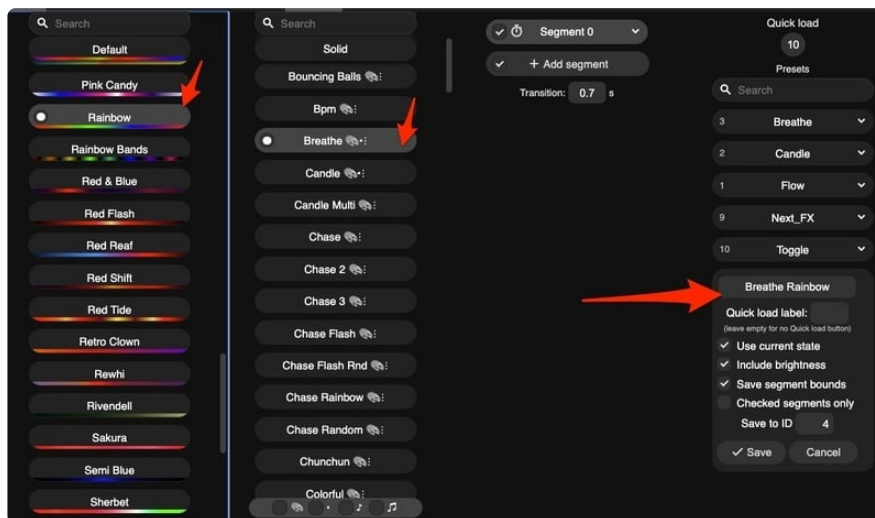 Search
Default
Pink Candy
Rainbow
Rainbow Bands
Red & Blue
Red Flash
Red Reaf
Red Shift
Red Tide
Retro Clown
Rewhi
Rivendell
Sakura
Semi Blue
Sherbet
Search
Solid
Bouncing Balls
Bpm
Breathe
Candle
Candle Multi
Chase
Chase 2
Chase 3
Chase Flash
Chase Flash Rnd
Chase Rainbow
Chase Random
Chunchun
Colorful
Segment 0
+ Add segment
Transition: 0.7 s
Quick load
10
Presets
Search
3 Breathe
2 Candle
1 Flow
9 Next_FX
10 Toggle
Breathe Rainbow
Quick load label:
(leave empty for no Quick load button)
Use current state
Include brightness
Save segment bounds
Checked segments only
Save to ID 4
Save Cancel